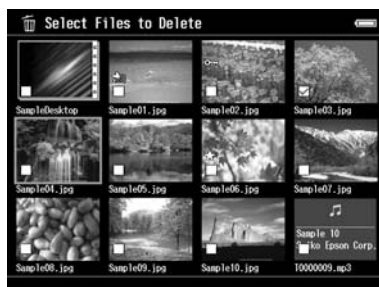 Select Files to Delete
SampleDesktop
Sample01.jpg
Sample02.jpg
Sample03.jpg
Sample04.jpg
Sample05.jpg
Sample06.jpg
Sample07.jpg
Sample 10
Seiko Epson Corp.
Sample08.jpg
Sample09.jpg
Sample10.jpg
T0000009.mp3